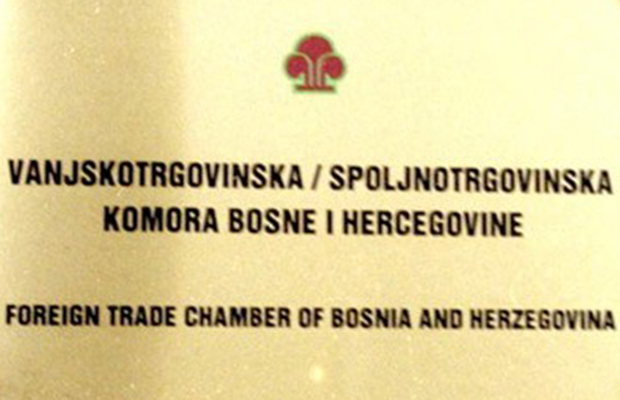 VANJSKOTRGOVINSKA / SPOLJNOTRGOVINSKA
KOMORA BOSNE I HERCEGOVINE
FOREIGN TRADE CHAMBER OF BOSNIA AND HERZEGOVINA